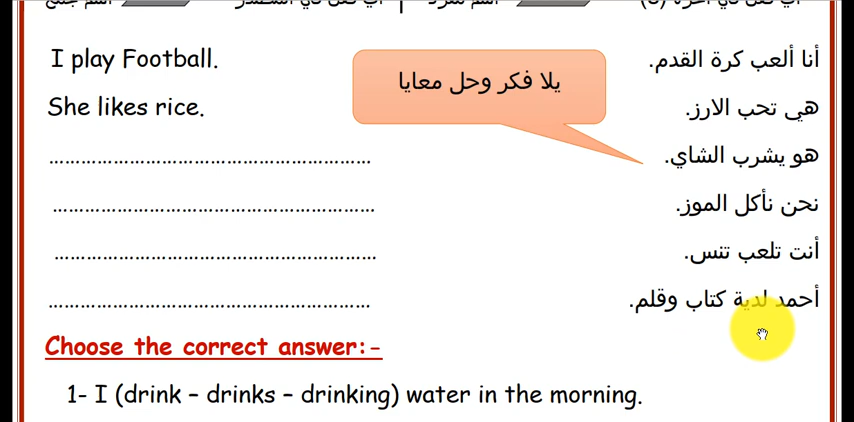 I play Football. أنا ألعب كرة القدم.
يلا فكر وحل معايا
She likes rice. هي تحب الارز.
........................................................ هو يشرب الشاي.
........................................................ نحن نأكل الموز.
........................................................ أنت تلعب تنس.
........................................................ أحمد لدية كتاب وقلم.
Choose the correct answer:-
1- I (drink – drinks – drinking) water in the morning.